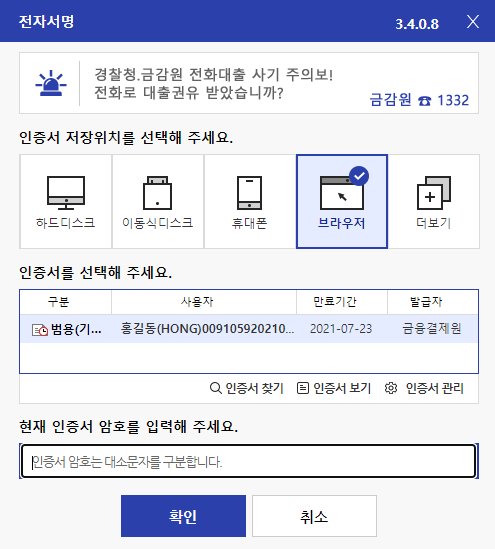 전자서명 3.4.0.8
경찰청.금감원 전화대출 사기 주의보!
전화로 대출권유 받았습니까?
금감원 ☎ 1332
인증서 저장위치를 선택해 주세요.
하드디스크 이동식디스크 휴대폰 브라우저 더보기
인증서를 선택해 주세요.
구분 사용자 만료기간 발급자
범용(기... 홍길동(HONG)009105920210... 2021-07-23 금융결제원
인증서 찾기 인증서 보기 인증서 관리
현재 인증서 암호를 입력해 주세요.
인증서 암호는 대소문자를 구분합니다.
확인 취소